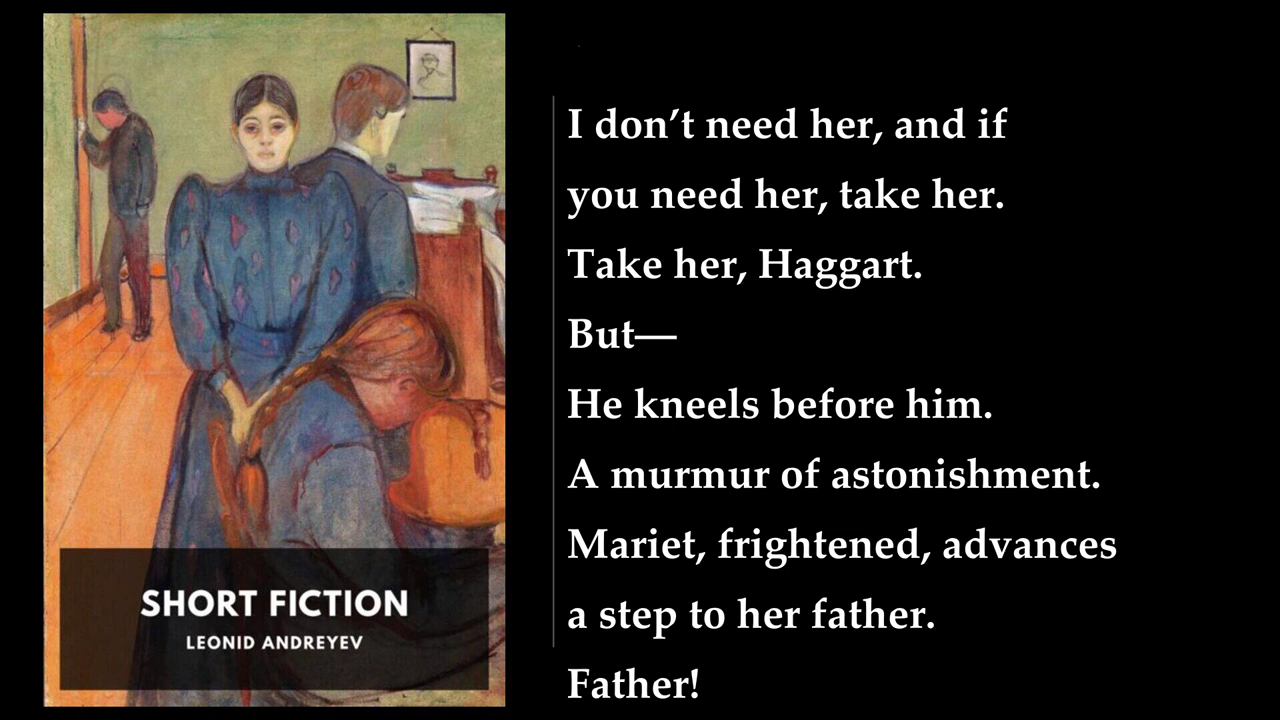 SHORT FICTION
LEONID ANDREYEV
I don’t need her, and if
you need her, take her.
Take her, Haggart.
But—
He kneels before him.
A murmur of astonishment.
Mariet, frightened, advances
a step to her father.
Father!